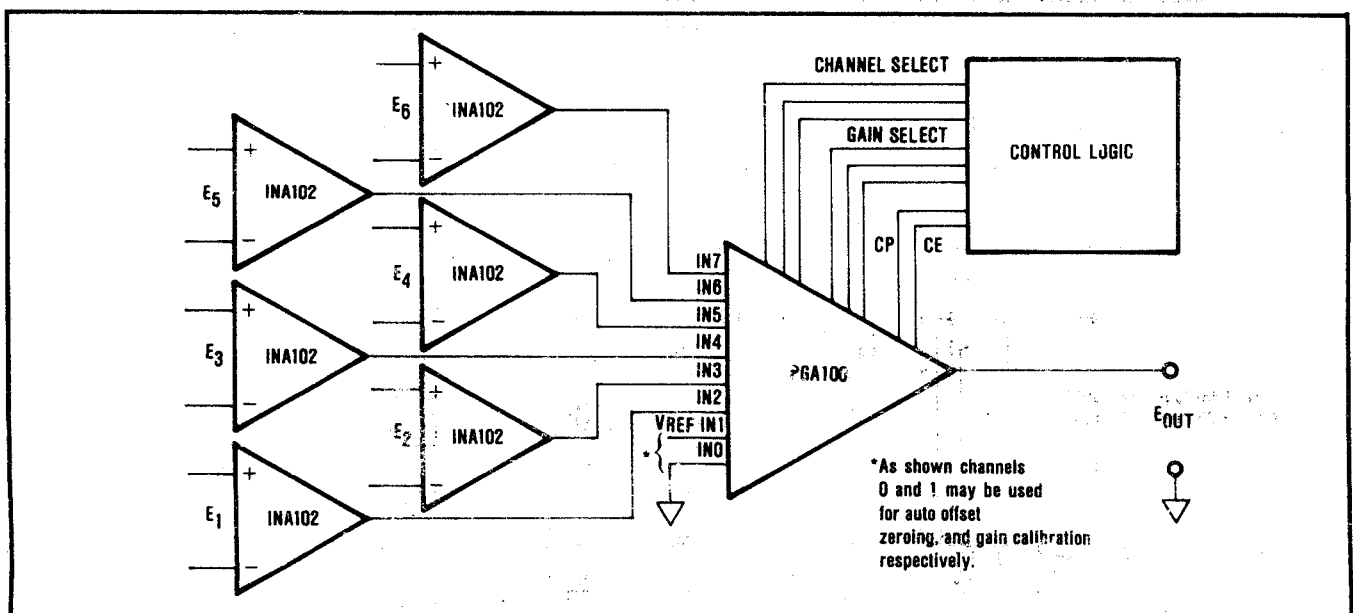 CHANNEL SELECT
GAIN SELECT
CONTROL LOGIC
CP
CE
E6
+
INA102
−
E5
+
INA102
−
E4
+
INA102
−
E3
+
INA102
−
E2
+
INA102
−
E1
+
INA102
−
IN7
IN6
IN5
IN4
IN3
IN2
VREF IN1
IN0
*
PGA100
EOUT
*As shown channels
0 and 1 may be used
for auto offset
zeroing, and gain calibration
respectively.